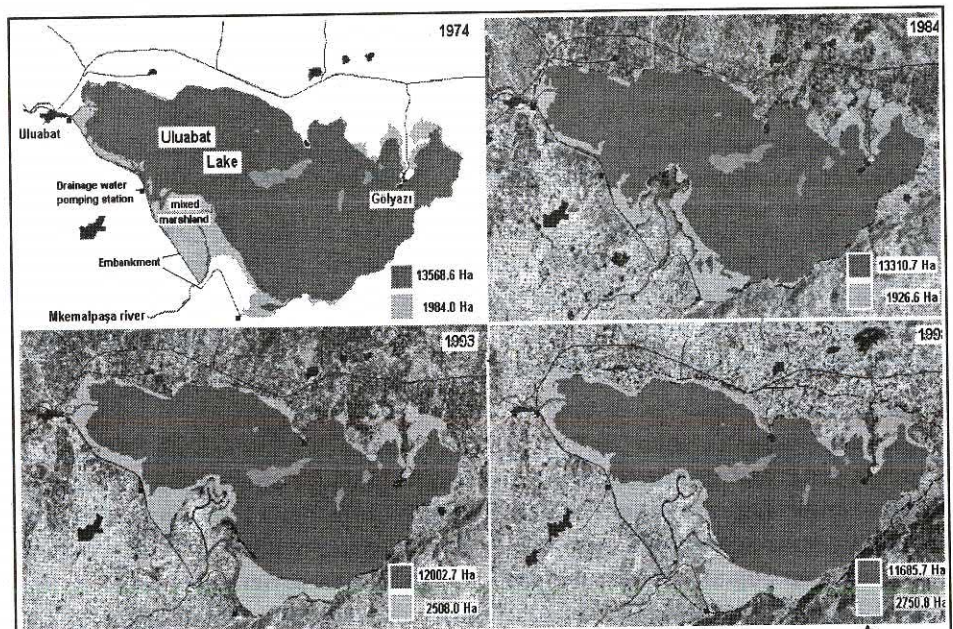 1974
Uluabat
Uluabat
Lake
Drainage water
pumping station
mixed
marshland
Gölyazı
Embankment
Mkemalpaşa river
13568.6 Ha
1984.0 Ha
1984
13310.7 Ha
1926.6 Ha
1993
12002.7 Ha
2508.0 Ha
199
11685.7 Ha
2750.8 Ha